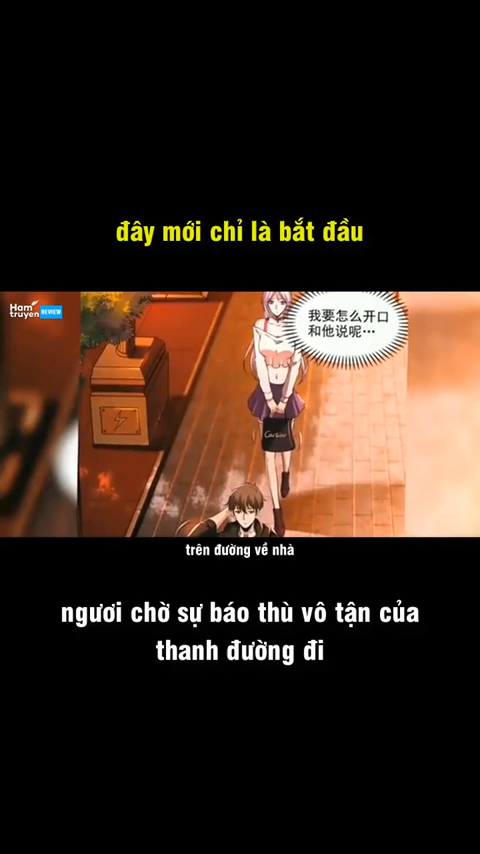 đây mới chỉ là bắt đầu
Ham
truyen REVIEW
我要怎么开口
和他说呢…
Cartier
trên đường về nhà
ngươi chờ sự báo thù vô tận của
thanh đường đi